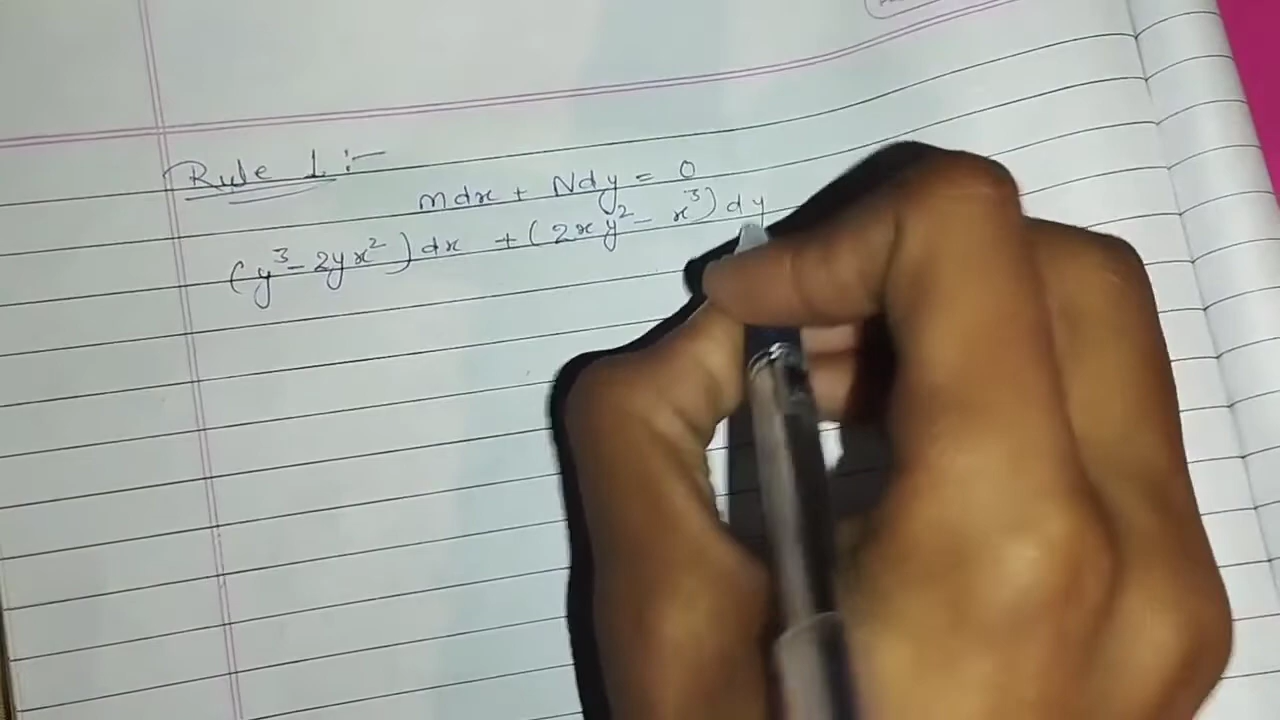 Rule 1 :-
mdx + Ndy = 0
(y³ - 2yx²) dx + (2xy² - x³) dy